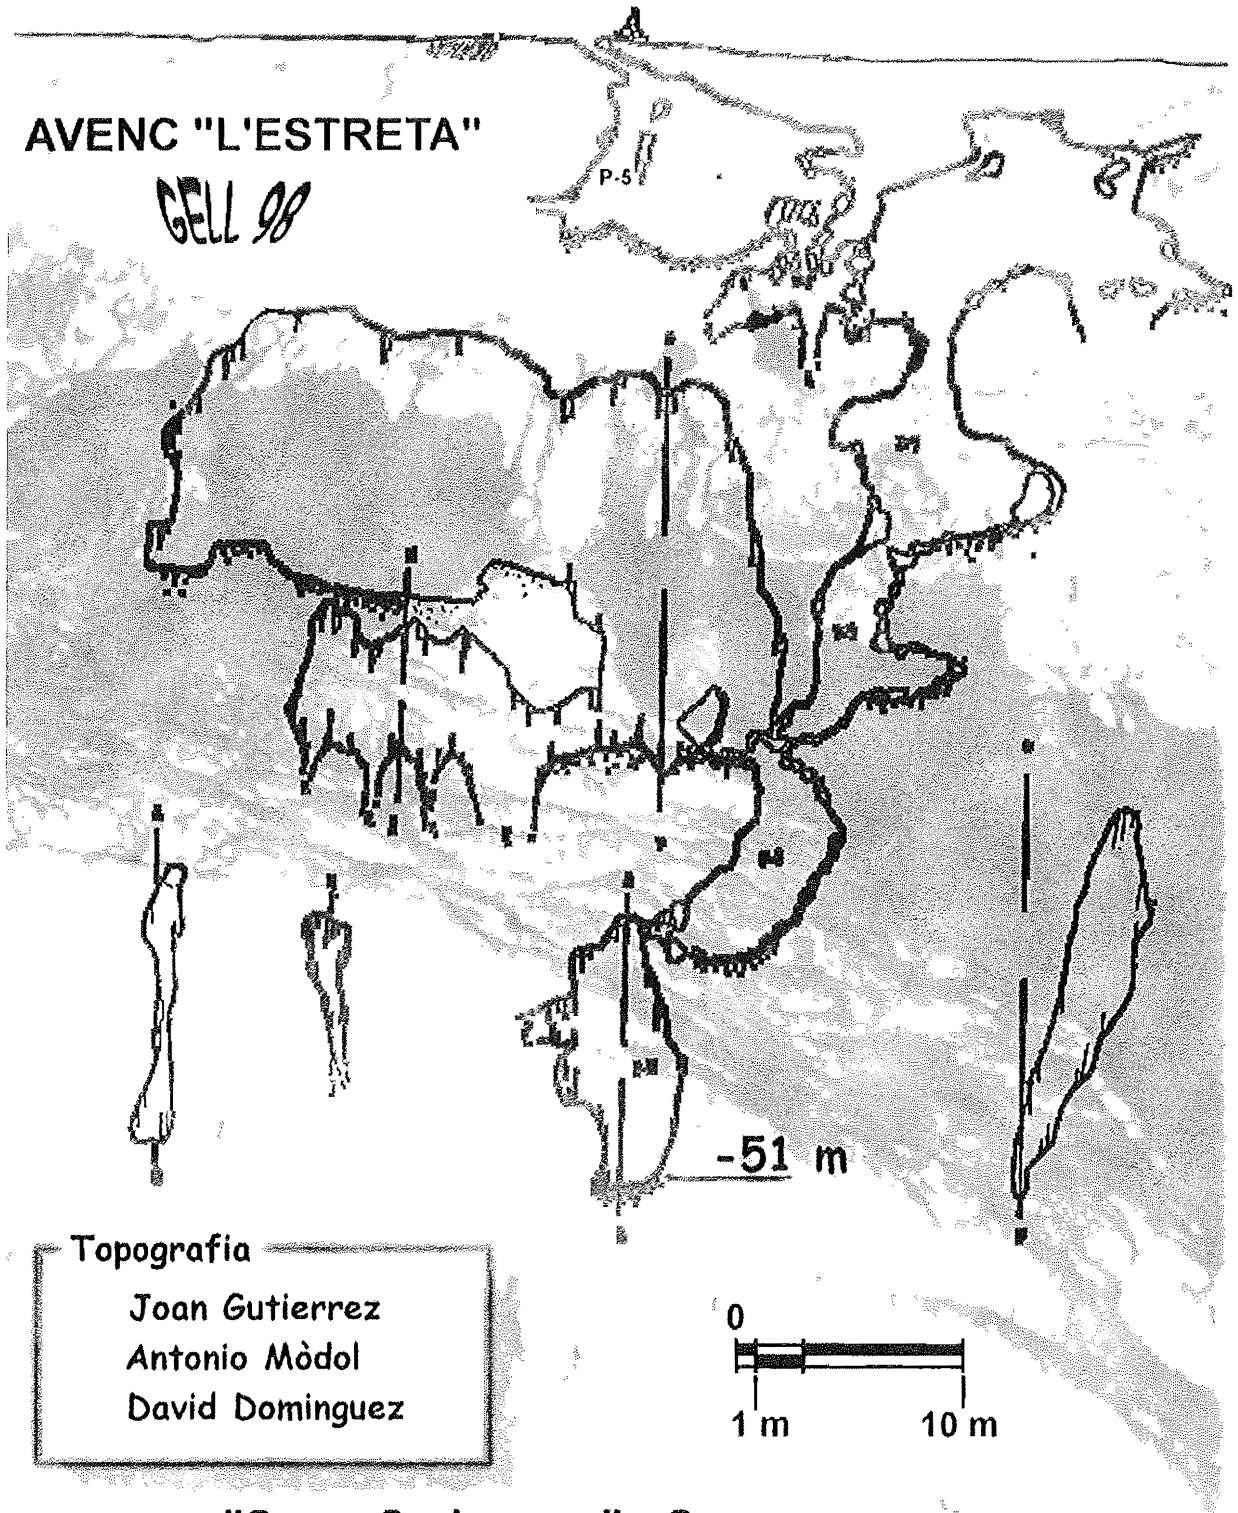 AVENC "L'ESTRETA"
GELL 98
P-5
-51 m
Topografia
Joan Gutierrez
Antonio Mòdol
David Dominguez
0
1 m
10 m